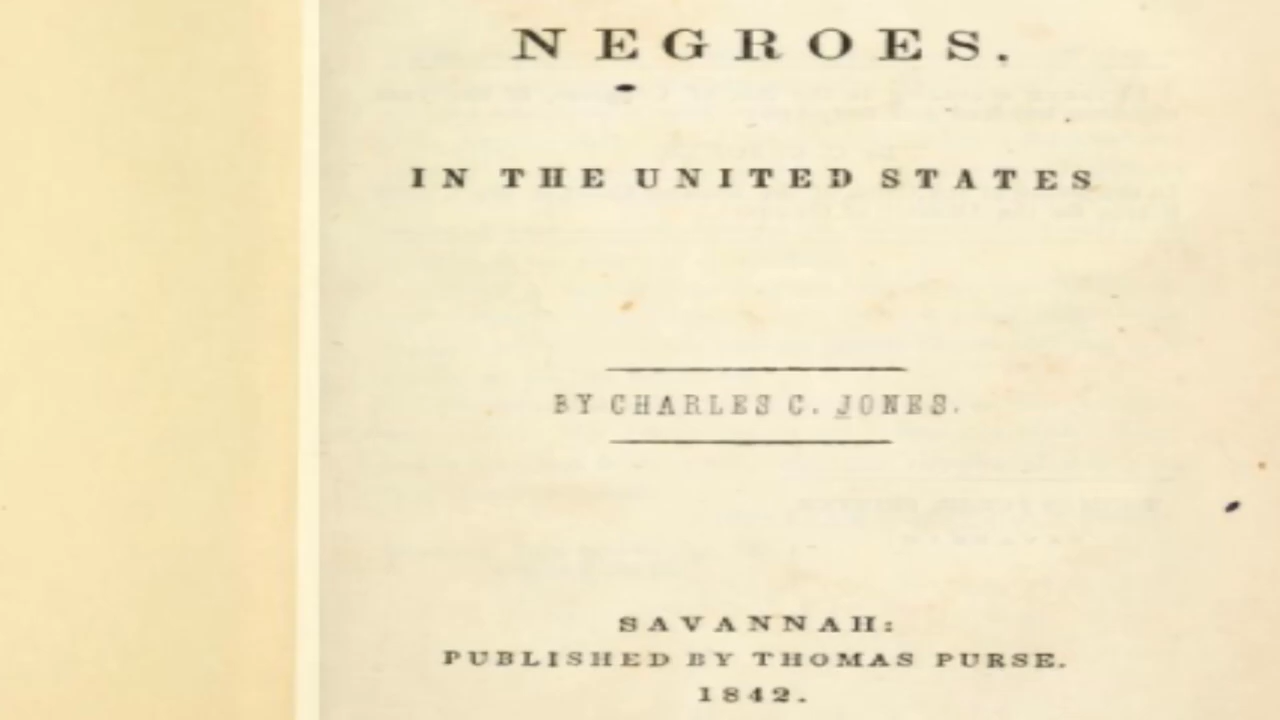 NEGROES.
IN THE UNITED STATES
BY CHARLES C. JONES.
SAVANNAH:
PUBLISHED BY THOMAS PURSE.
1842.